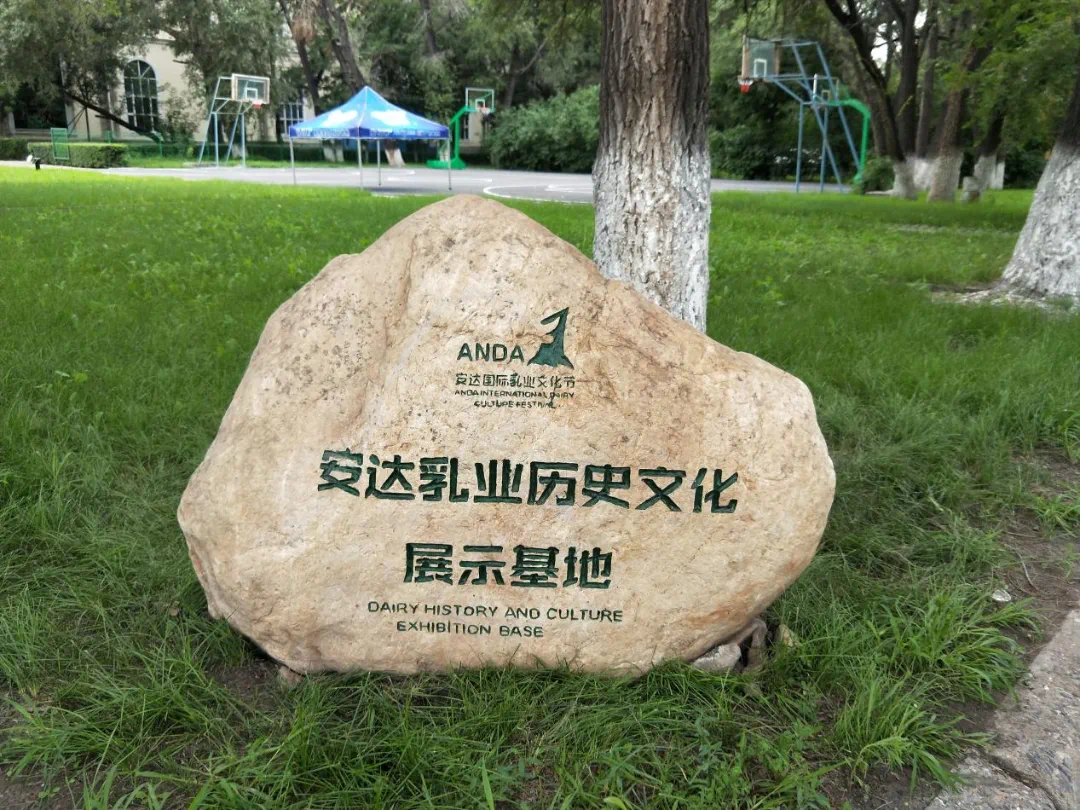 ANDA
安达国际乳业文化节
ANDA INTERNATIONAL DAIRY
CULTURE FESTIVAL
安达乳业历史文化
展示基地
DAIRY HISTORY AND CULTURE
EXHIBITION BASE